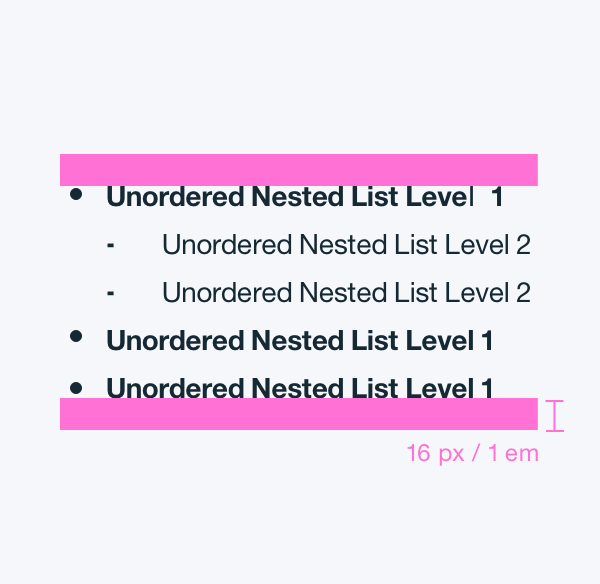 • Unordered Nested List Level 1
- Unordered Nested List Level 2
- Unordered Nested List Level 2
• Unordered Nested List Level 1
• Unordered Nested List Level 1
16 px / 1 em